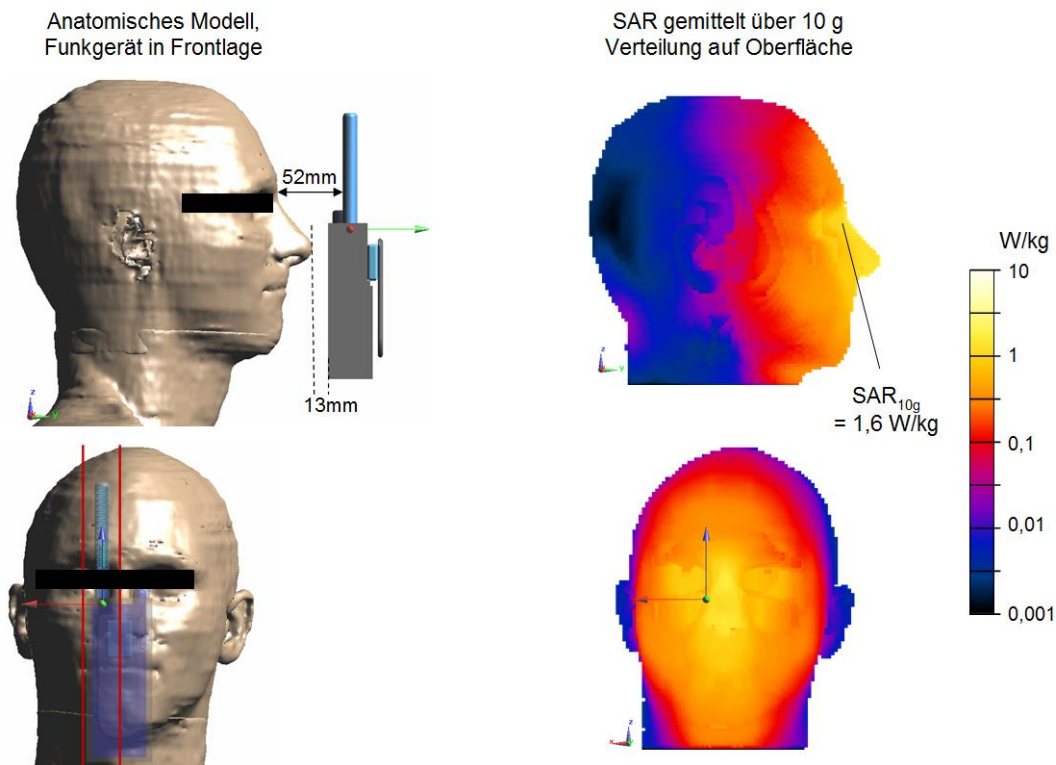 Anatomisches Modell,
Funkgerät in Frontlage
SAR gemittelt über 10 g
Verteilung auf Oberfläche
52mm
13mm
z
y
SAR10g
= 1,6 W/kg
z
y
W/kg
10
1
0,1
0,01
0,001
z
x
y